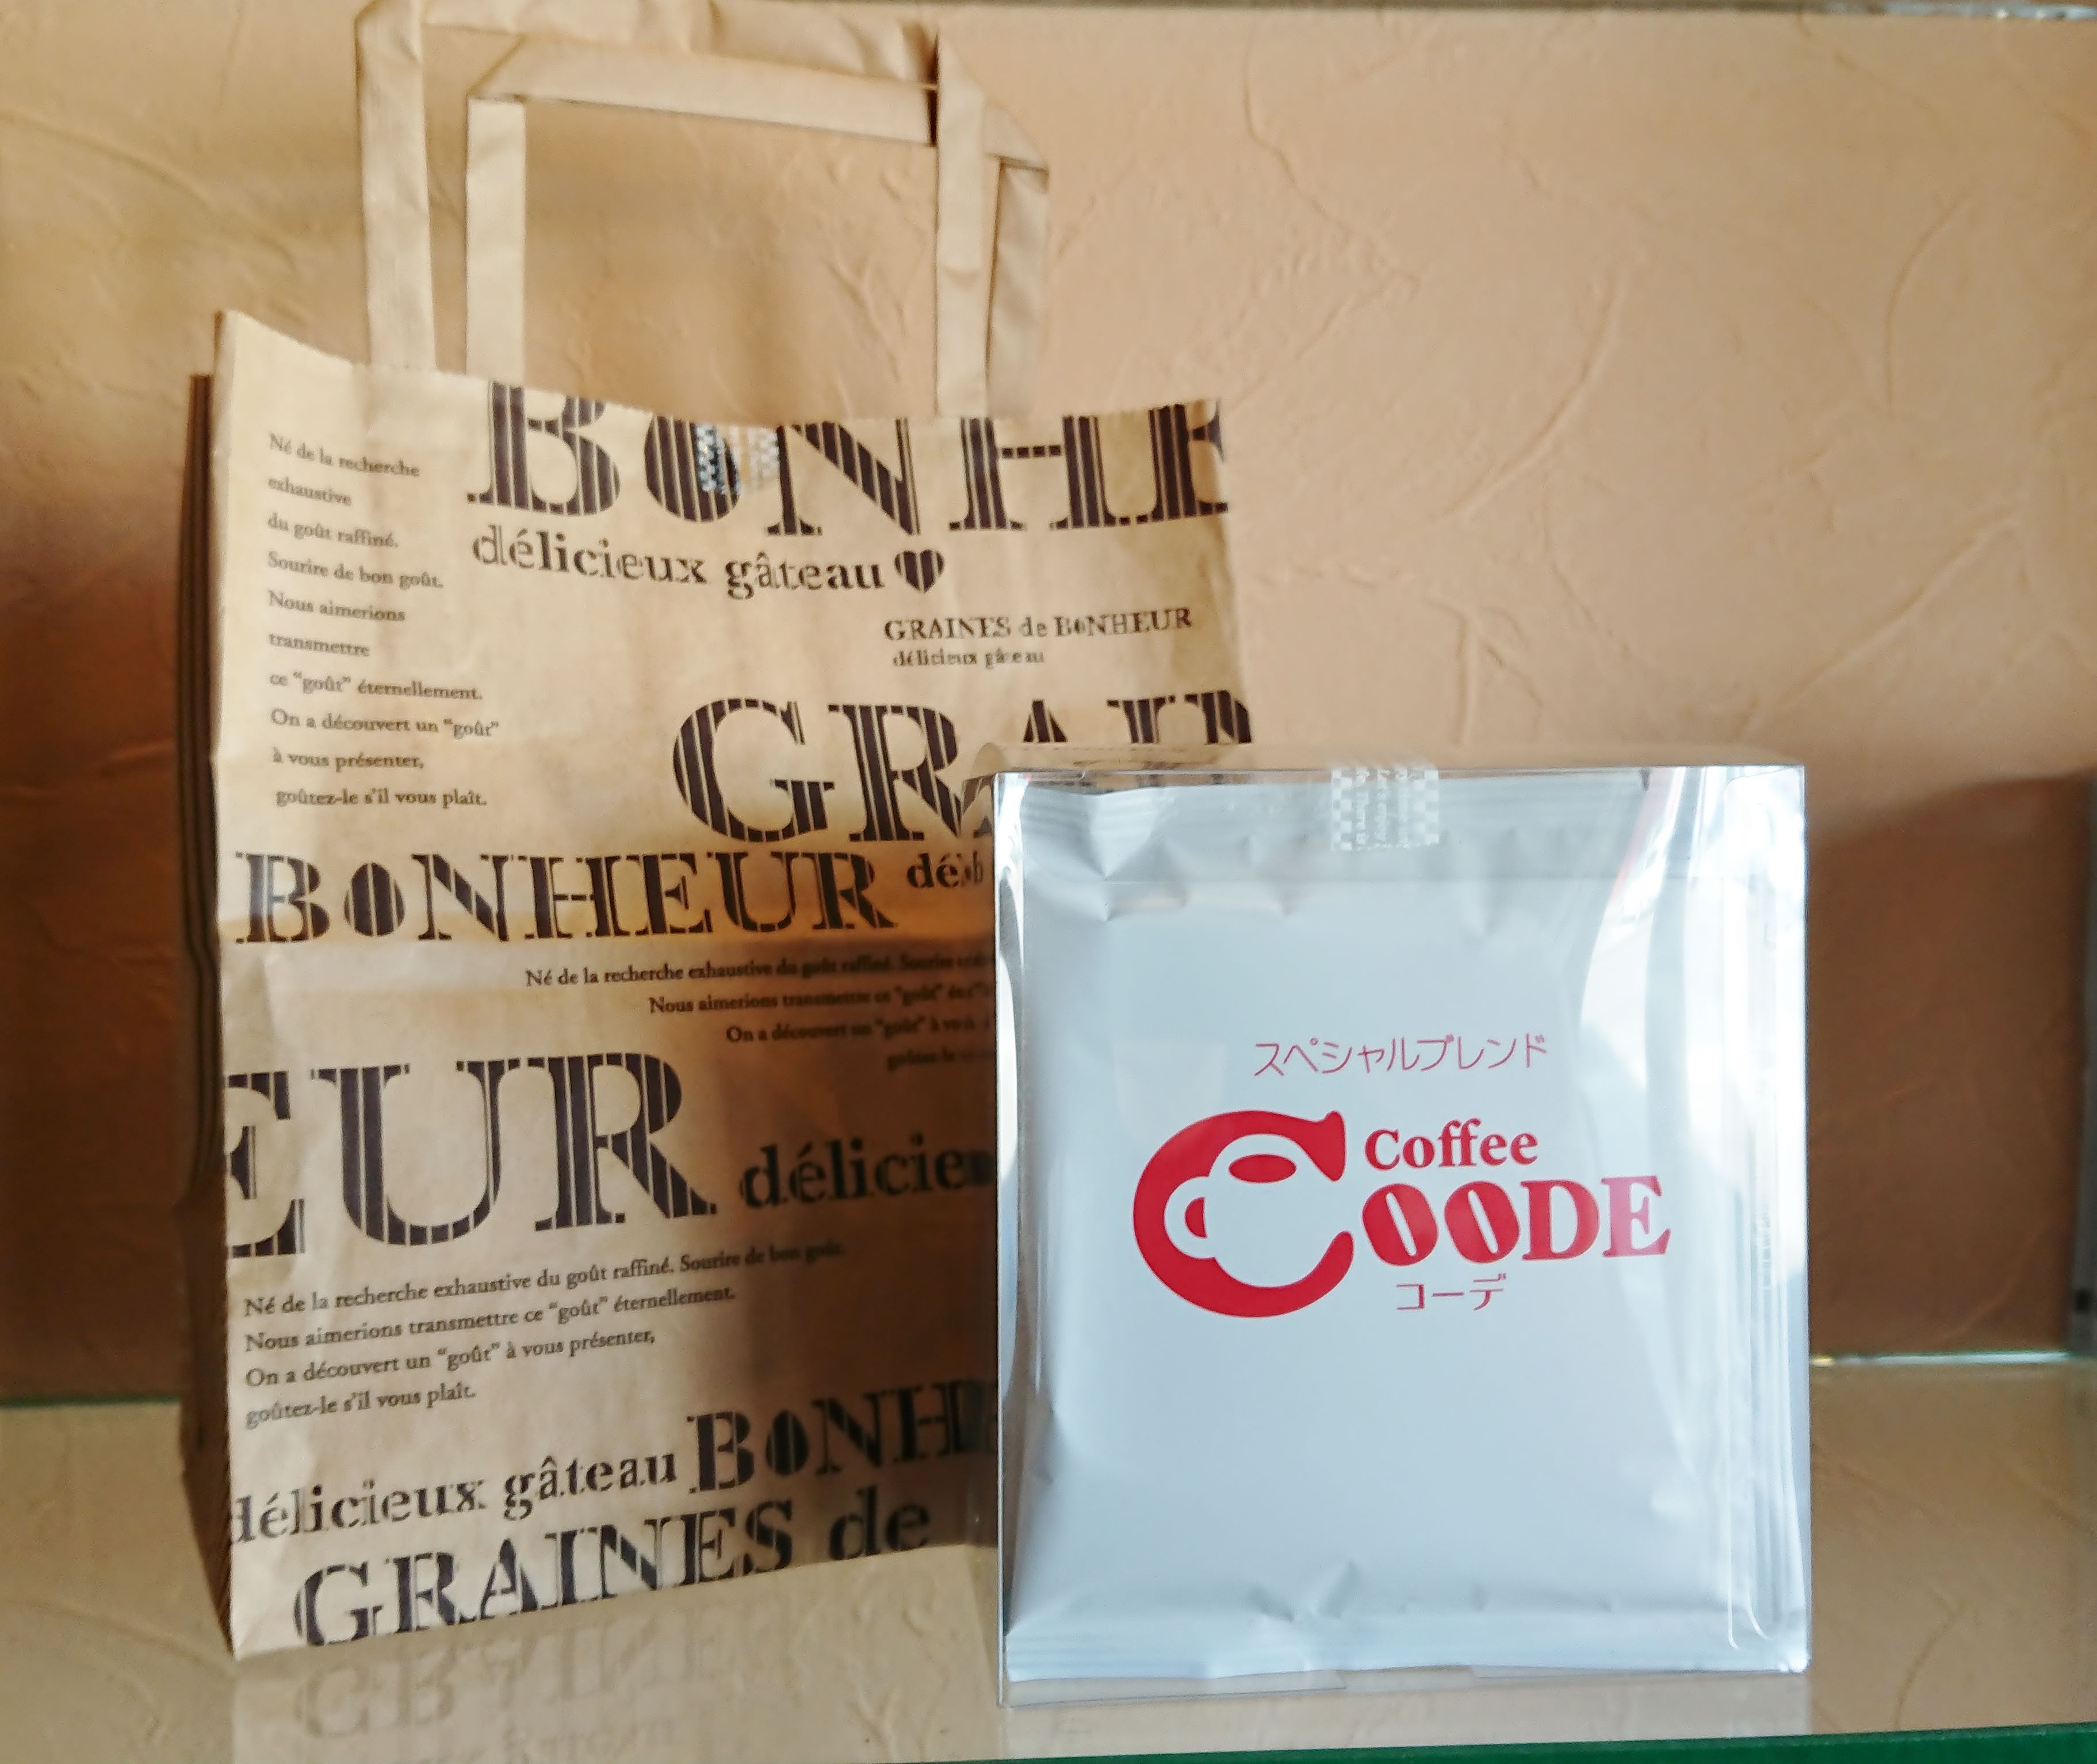 BONHE
délicieux gâteau
GRAINES de BONHEUR
délicieux gâteau
Né de la recherche
exhaustive
du goût raffiné.
Sourire de bon goût.
Nous aimerions
transmettre
ce “goût” éternellement.
On a découvert un “goût”
à vous présenter,
goûtez-le s'il vous plaît.
GRAIN
BONHEUR
Né de la recherche exhaustive du goût raffiné. Sourire
Nous aimerions transmettre ce “goût”
On a découvert un “goût” à
EUR délicieu
Né de la recherche exhaustive du goût raffiné. Sourire de bon goût.
Nous aimerions transmettre ce “goût” éternellement.
On a découvert un “goût” à vous présenter,
goûtez-le s'il vous plaît.
délicieux gâteau BONH
GRAINES de
スペシャルブレンド
Coffee
COODE
コーデ